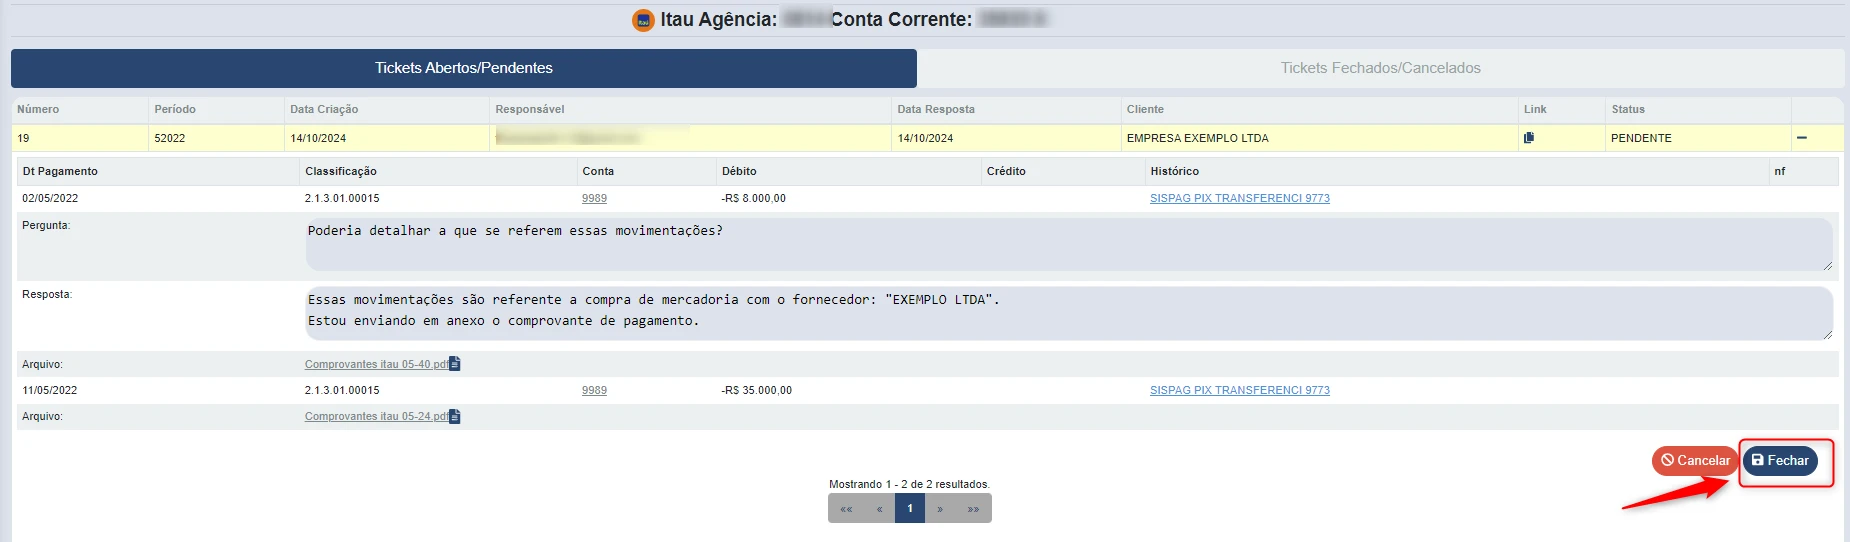 itaú Itau Agência: Conta Corrente:
Tickets Abertos/Pendentes Tickets Fechados/Cancelados
Número Período Data Criação Responsável Data Resposta Cliente Link Status
19 52022 14/10/2024 14/10/2024 EMPRESA EXEMPLO LTDA PENDENTE
Dt Pagamento Classificação Conta Débito Crédito Histórico nf
02/05/2022 2.1.3.01.00015 9989 -R$ 8.000,00 SISPAG PIX TRANSFERENCI 9773
Pergunta: Poderia detalhar a que se referem essas movimentações?
Resposta: Essas movimentações são referente a compra de mercadoria com o fornecedor: "EXEMPLO LTDA".
Estou enviando em anexo o comprovante de pagamento.
Arquivo: Comprovantes itau 05-40.pdf
11/05/2022 2.1.3.01.00015 9989 -R$ 35.000,00 SISPAG PIX TRANSFERENCI 9773
Arquivo: Comprovantes itau 05-24.pdf
Cancelar Fechar
Mostrando 1 - 2 de 2 resultados.
«« « 1 » »»